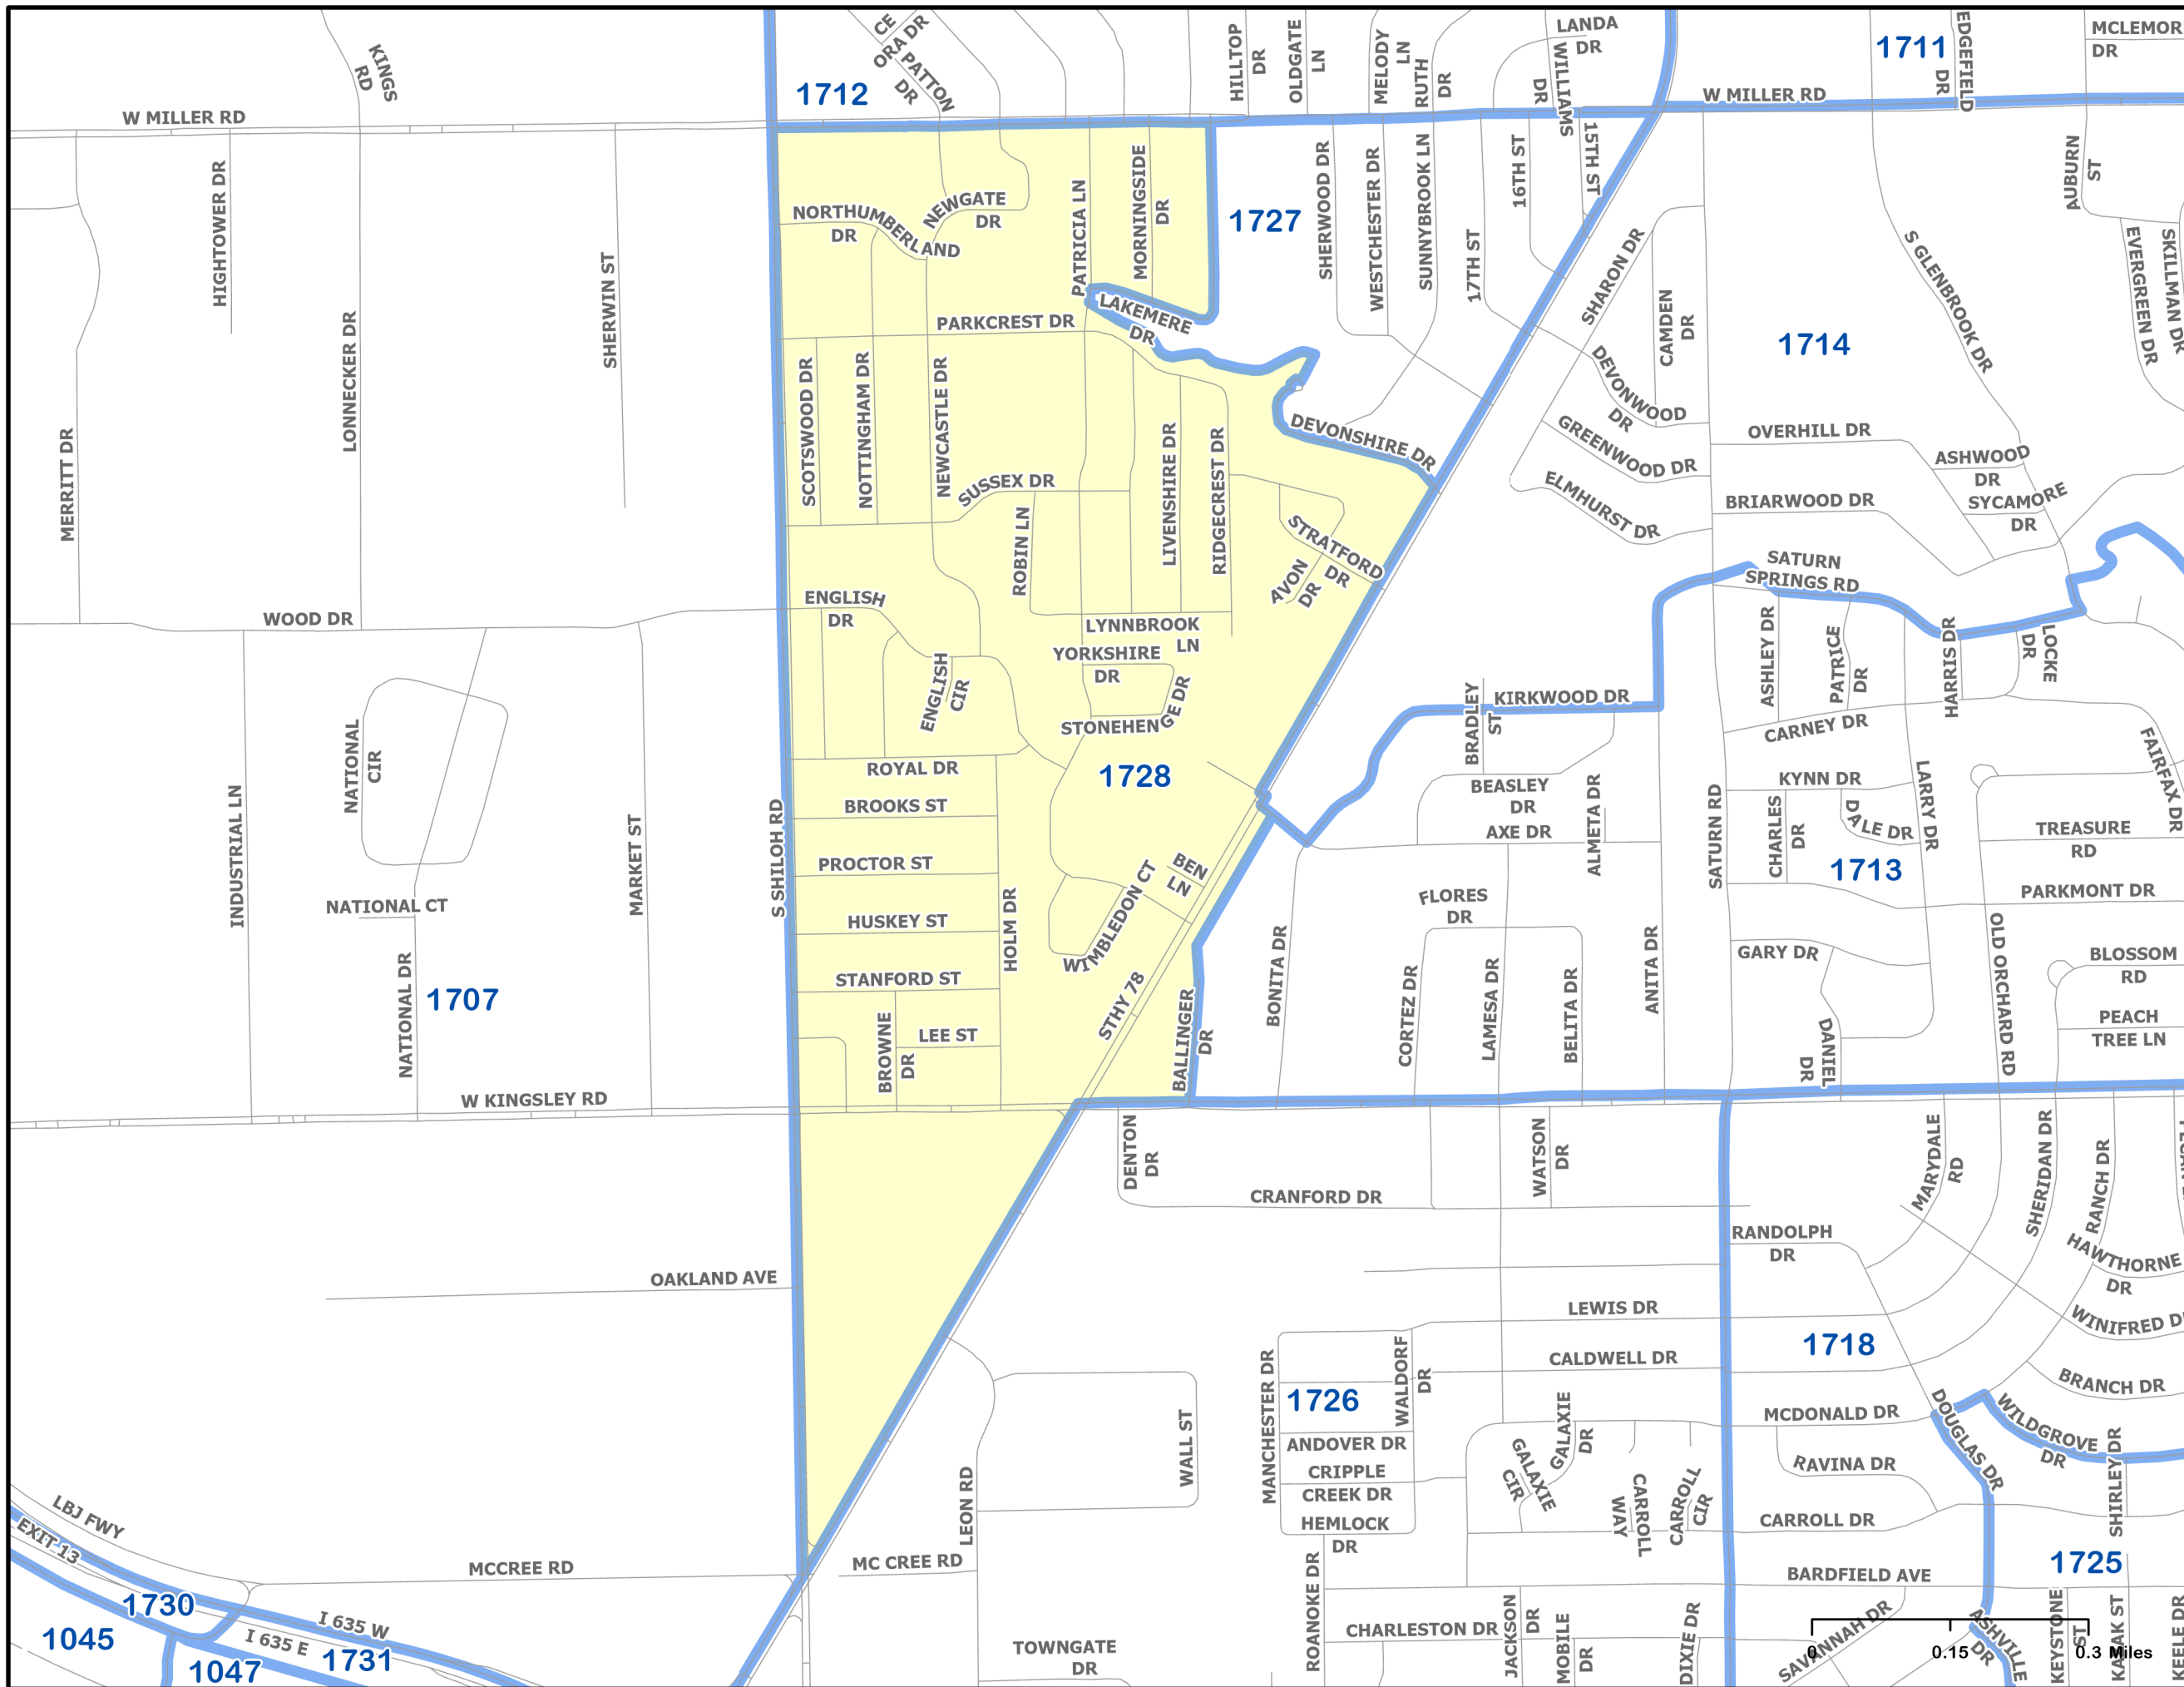 KINGS
RD
CE
ORA DR
PATTON
DR
1712
HILLTOP
DR
OLDGATE
LN
MELODY
LN
RUTH
DR
LANDA
DR
WILLIAMS
DR
1711
EDGEFIELD
DR
MCLEMOR
DR
W MILLER RD
W MILLER RD
HIGHTOWER DR
LONNECKER DR
SHERWIN ST
MERRITT DR
NORTHUMBERLAND
DR
NEWGATE
DR
PATRICIA LN
MORNINGSIDE
DR
1727
SHERWOOD DR
WESTCHESTER DR
SUNNYBROOK LN
17TH ST
16TH ST
15TH ST
SHARON DR
CAMDEN
DR
1714
S GLENBROOK DR
AUBURN
ST
EVERGREEN DR
SKILLMAN DR
LAKEMERE
DR
PARKCREST DR
SCOTSWOOD DR
NOTTINGHAM DR
NEWCASTLE DR
SUSSEX DR
ROBIN LN
LIVENSHIRE DR
RIDGECREST DR
DEVONSHIRE DR
STRATFORD
DR
AVON
DR
DEVONWOOD
DR
GREENWOOD DR
ELMHURST DR
OVERHILL DR
ASHWOOD
DR
BRIARWOOD DR
SYCAMORE
DR
SATURN
SPRINGS RD
WOOD DR
ENGLISH
DR
LYNNBROOK
LN
YORKSHIRE
DR
ENGLISH
CIR
STONEHENGE DR
ASHLEY DR
PATRICE
DR
HARRIS DR
LOCKE
DR
BRADLEY
ST
KIRKWOOD DR
CARNEY DR
FAIRFAX DR
NATIONAL
CIR
ROYAL DR
1728
BEASLEY
DR
KYNN DR
LARRY DR
INDUSTRIAL LN
MARKET ST
S SHILOH RD
BROOKS ST
AXE DR
ALMETA DR
SATURN RD
CHARLES
DR
DALE DR
TREASURE
RD
PROCTOR ST
BEN
LN
1713
NATIONAL CT
HUSKEY ST
HOLM DR
WIMBLEDON CT
FLORES
DR
PARKMONT DR
NATIONAL DR
1707
STANFORD ST
STHY 78
BONITA DR
CORTEZ DR
LAMESA DR
BELITA DR
ANITA DR
GARY DR
OLD ORCHARD RD
BLOSSOM
RD
BROWNE
DR
LEE ST
BALLINGER
DR
DANIEL
DR
PEACH
TREE LN
W KINGSLEY RD
DENTON
DR
WATSON
DR
CRANFORD DR
MARYDALE
RD
SHERIDAN DR
RANCH DR
RANDOLPH
DR
HAWTHORNE
DR
OAKLAND AVE
LEWIS DR
WINIFRED D
1718
CALDWELL DR
BRANCH DR
MANCHESTER DR
1726
WALDORF
DR
WALL ST
ANDOVER DR
GALAXIE
DR
MCDONALD DR
DOUGLAS DR
WILDGROVE
DR
CRIPPLE
CREEK DR
GALAXIE
CIR
CARROLL
WAY
CARROLL
CIR
RAVINA DR
SHIRLEY DR
LEON RD
HEMLOCK
DR
CARROLL DR
LBJ FWY
EXIT 13
MCCREE RD
MC CREE RD
ROANOKE DR
BARDFIELD AVE
1725
1730
I 635 W
I 635 E
1045
1047
1731
TOWNGATE
DR
CHARLESTON DR
JACKSON
DR
MOBILE
DR
DIXIE DR
SAVANNAH DR
ASHVILLE
DR
KEYSTONE
ST
KEELE DR
0
0.15
0.3 Miles